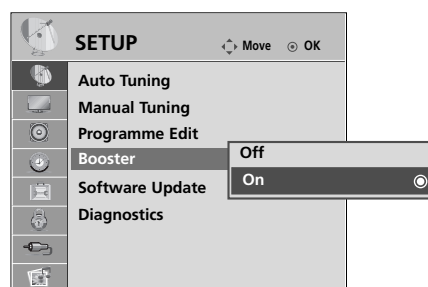 SETUP Move OK
Auto Tuning
Manual Tuning
Programme Edit
Booster Off
Software Update On
Diagnostics